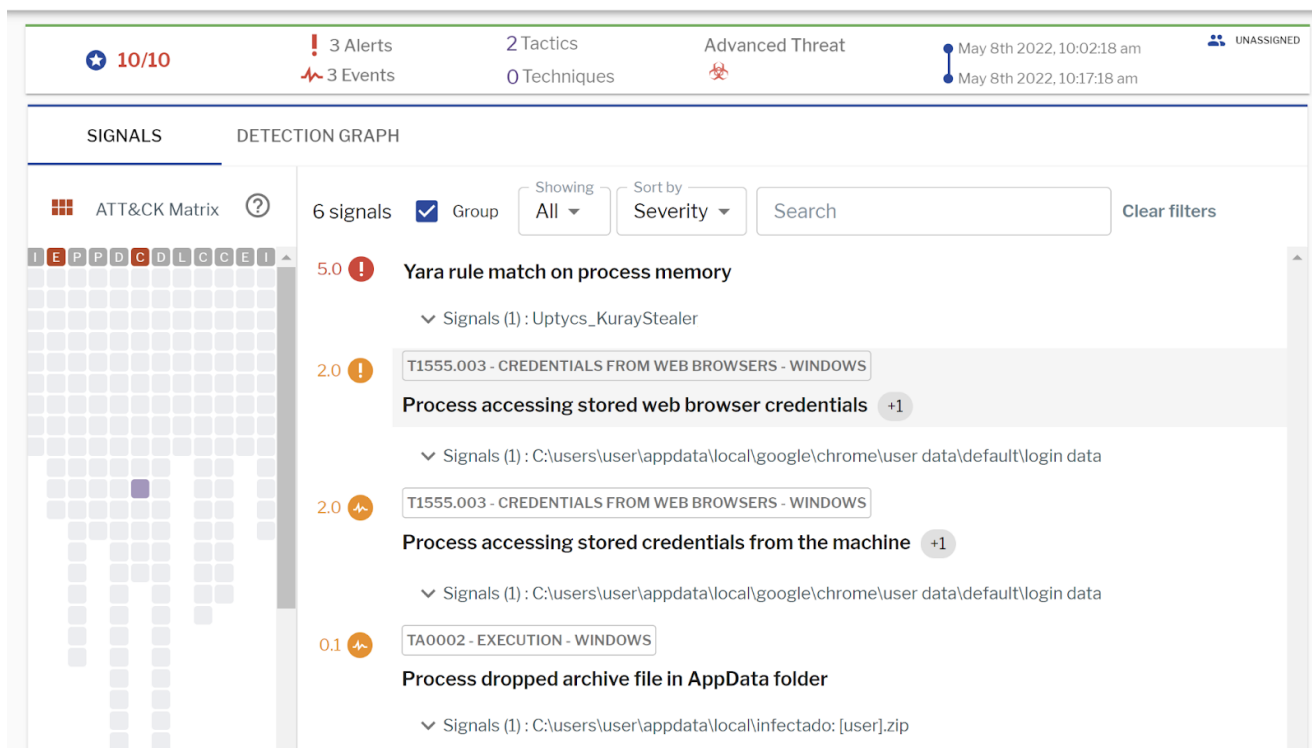 10/10
3 Alerts
3 Events
2 Tactics
0 Techniques
Advanced Threat
May 8th 2022, 10:02:18 am
May 8th 2022, 10:17:18 am
UNASSIGNED
SIGNALS
DETECTION GRAPH
ATT&CK Matrix
I E P P D C D L C C E I
6 signals
Group
Showing
All
Sort by
Severity
Search
Clear filters
5.0 Yara rule match on process memory
Signals (1) : Uptycs_KurayStealer
2.0 T1555.003 - CREDENTIALS FROM WEB BROWSERS - WINDOWS
Process accessing stored web browser credentials +1
Signals (1) : C:\users\user\appdata\local\google\chrome\user data\default\login data
2.0 T1555.003 - CREDENTIALS FROM WEB BROWSERS - WINDOWS
Process accessing stored credentials from the machine +1
Signals (1) : C:\users\user\appdata\local\google\chrome\user data\default\login data
0.1 TA0002 - EXECUTION - WINDOWS
Process dropped archive file in AppData folder
Signals (1) : C:\users\user\appdata\local\infectado: [user].zip